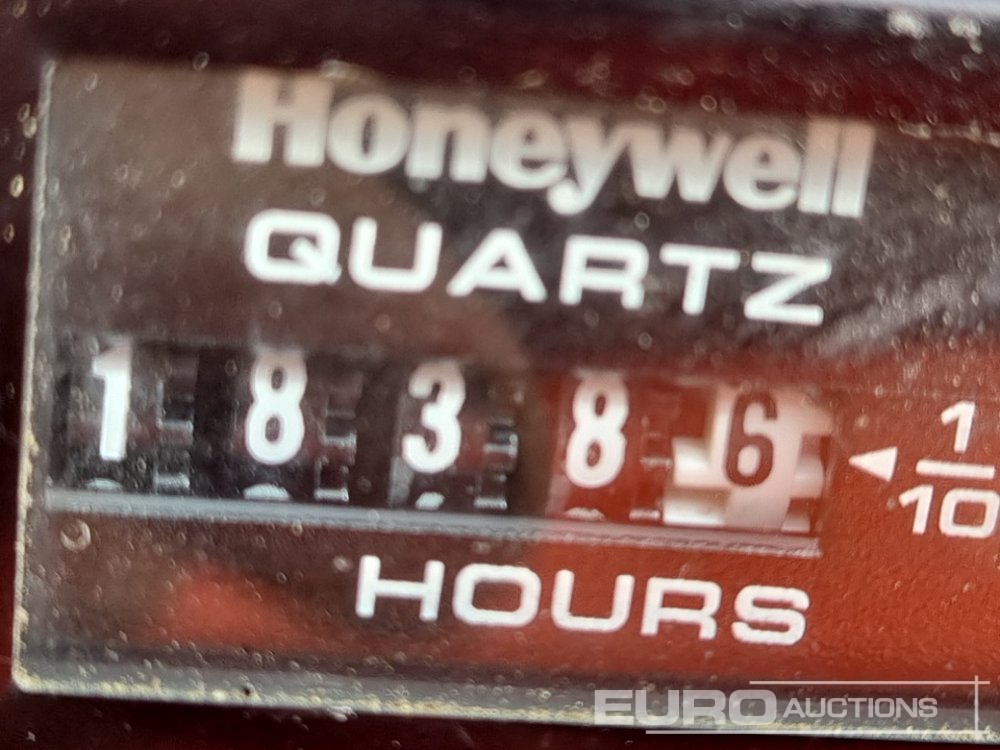 Honeywell
QUARTZ
18386 ◄ 1/10
HOURS
EURO AUCTIONS